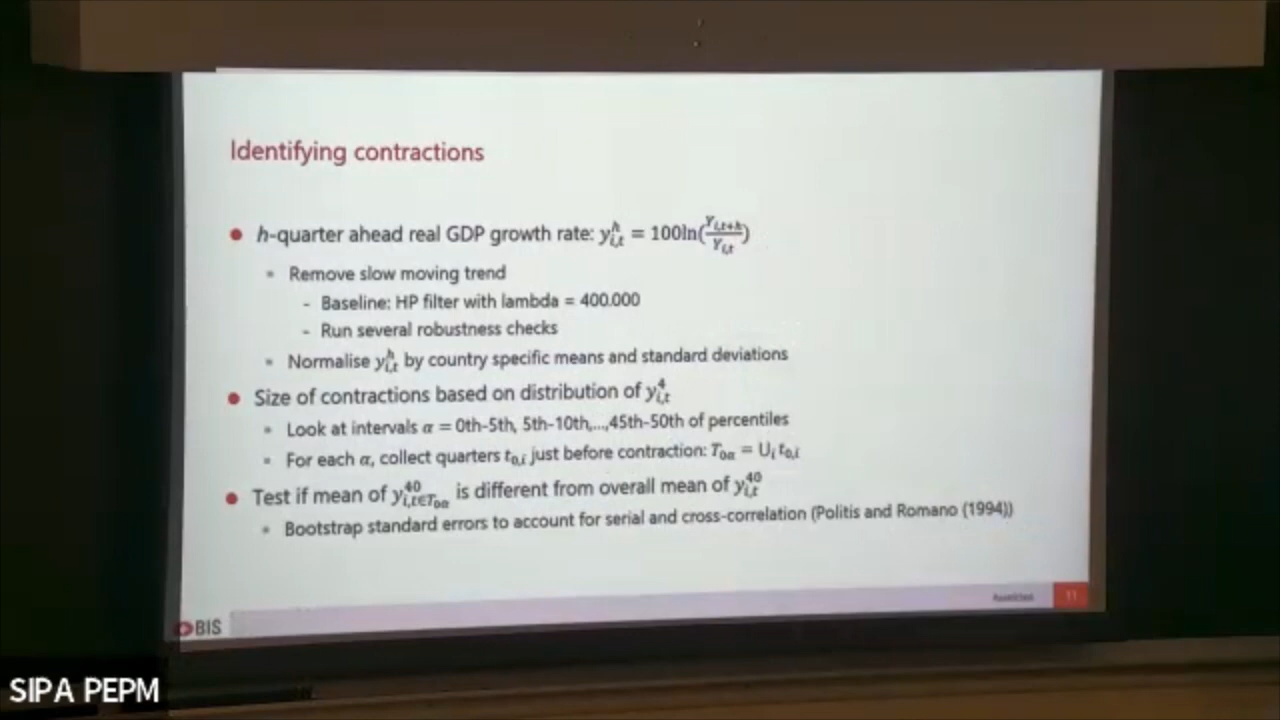 Identifying contractions
● h-quarter ahead real GDP growth rate: y^h_{i,t} = 100ln(Y_{i,t+h}/Y_{i,t})
▪ Remove slow moving trend
- Baseline: HP filter with lambda = 400.000
- Run several robustness checks
▪ Normalise y^h_{i,t} by country specific means and standard deviations
● Size of contractions based on distribution of y^4_{i,t}
▪ Look at intervals α = 0th-5th, 5th-10th,...,45th-50th of percentiles
▪ For each α, collect quarters t_{0,i} just before contraction: T_{0α} = ∪_i t_{0,i}
● Test if mean of y^{40}_{i,t∈T_{0α}} is different from overall mean of y^{40}_{i,t}
▪ Bootstrap standard errors to account for serial and cross-correlation (Politis and Romano (1994))
Restricted
11
BIS
SIPA PEPM